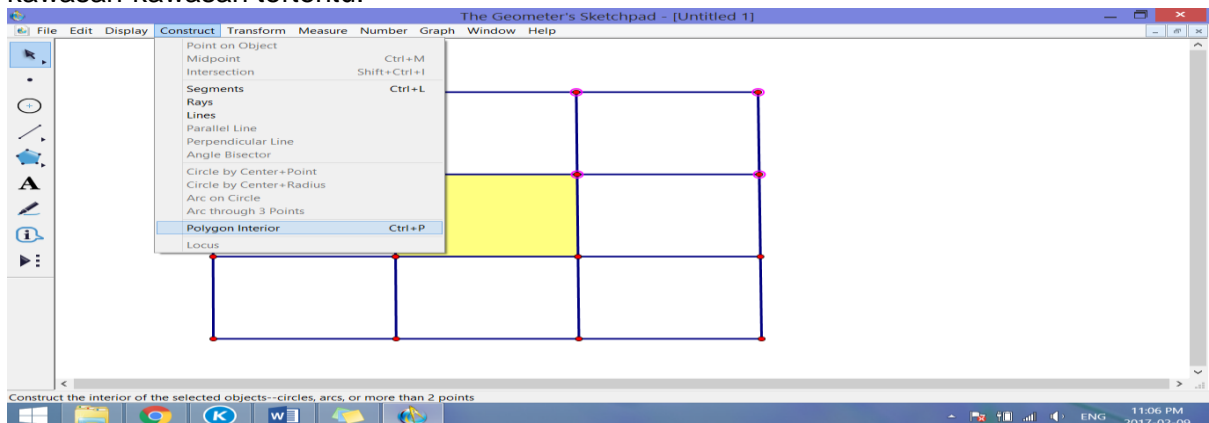 kawasan-kawasan tertentu.
The Geometer's Sketchpad - [Untitled 1]
File Edit Display Construct Transform Measure Number Graph Window Help
Point on Object
Midpoint Ctrl+M
Intersection Shift+Ctrl+I
Segments Ctrl+L
Rays
Lines
Parallel Line
Perpendicular Line
Angle Bisector
Circle by Center+Point
Circle by Center+Radius
Arc on Circle
Arc through 3 Points
Polygon Interior Ctrl+P
Locus
A
Construct the interior of the selected objects--circles, arcs, or more than 2 points
K
W
ENG
11:06 PM
2017-02-09